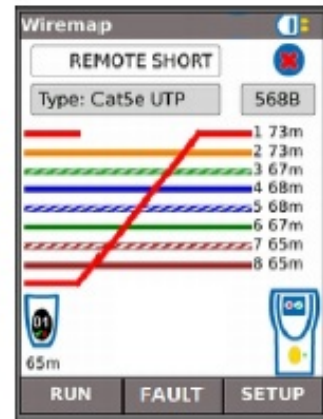 Wiremap
REMOTE SHORT
Type: Cat5e UTP 568B
1 73m
2 73m
3 67m
4 68m
5 68m
6 67m
7 65m
8 65m
01
65m
RUN FAULT SETUP